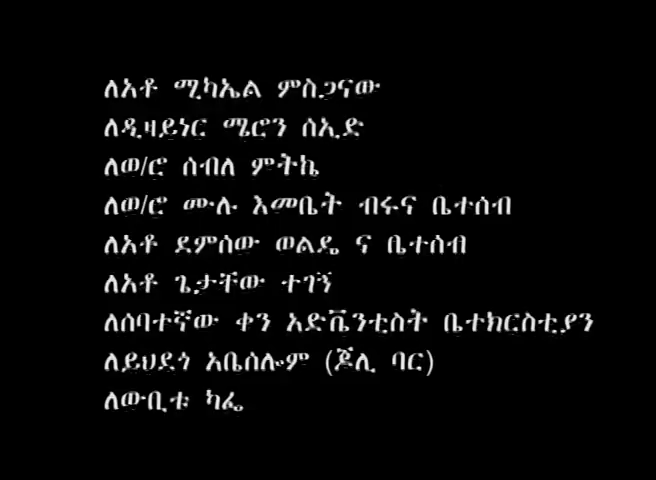 ለአቶ ሚካኤል ምስጋናው
ለዲዛይነር ሜሮን ሰኢድ
ለወ/ሮ ሰብለ ምትኬ
ለወ/ሮ ሙሉ እመቤት ብሩና ቤተሰብ
ለአቶ ደምሰው ወልዴ ና ቤተሰብ
ለአቶ ጌታቸው ተገኝ
ለሰባተኛው ቀን አድቬንቲስት ቤተክርስቲያን
ለይህደጎ አቤሰሎም (ጆሊ ባር)
ለውቢቱ ካፌ